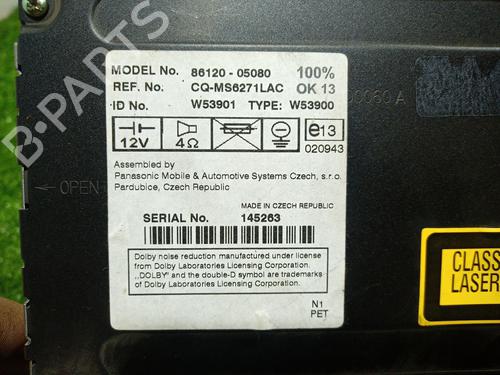 B-PARTS
MODEL No. 86120 - 05080 100%
REF. No. CQ-MS6271LAC OK 13
ID No. W53901 TYPE: W53900
12V 4Ω e13
020943
Assembled by
Panasonic Mobile & Automotive Systems Czech, s.r.o.
Pardubice, Czech Republic
MADE IN CZECH REPUBLIC
SERIAL No. 145263
Dolby noise reduction manufactured under license
from Dolby Laboratories Licensing Corporation.
„DOLBY" and the double-D symbol are trademarks
of Dolby Laboratories Licensing Corporation.
N1
PET
OPEN
CLASS
LASER